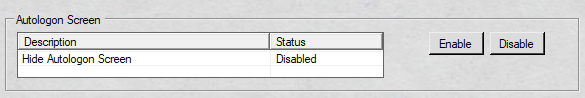 Autologon Screen
Description Status
Hide Autologon Screen Disabled
Enable Disable